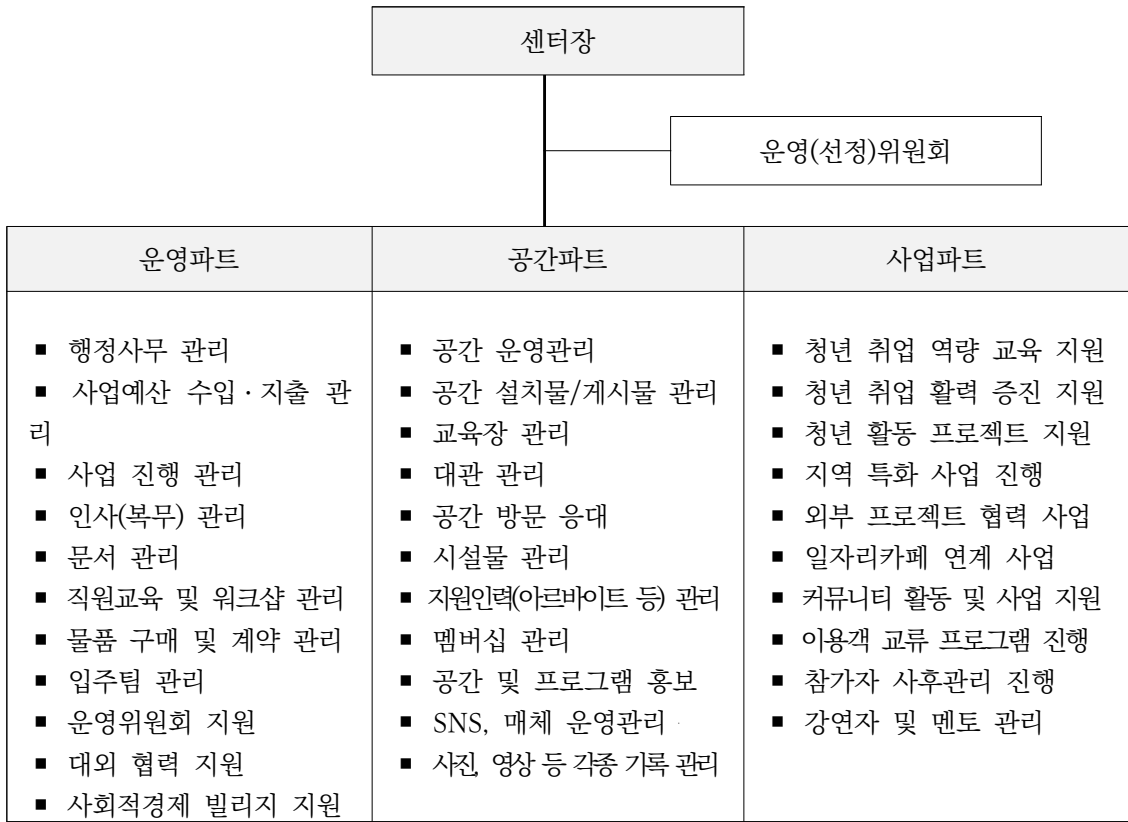 센터장
운영(선정)위원회
운영파트
■ 행정사무 관리
■ 사업예산 수입·지출 관
리
■ 사업 진행 관리
■ 인사(복무) 관리
■ 문서 관리
■ 직원교육 및 워크샵 관리
■ 물품 구매 및 계약 관리
■ 입주팀 관리
■ 운영위원회 지원
■ 대외 협력 지원
■ 사회적경제 빌리지 지원
공간파트
■ 공간 운영관리
■ 공간 설치물/게시물 관리
■ 교육장 관리
■ 대관 관리
■ 공간 방문 응대
■ 시설물 관리
■ 지원인력(아르바이트 등) 관리
■ 멤버십 관리
■ 공간 및 프로그램 홍보
■ SNS, 매체 운영관리
■ 사진, 영상 등 각종 기록 관리
사업파트
■ 청년 취업 역량 교육 지원
■ 청년 취업 활력 증진 지원
■ 청년 활동 프로젝트 지원
■ 지역 특화 사업 진행
■ 외부 프로젝트 협력 사업
■ 일자리카페 연계 사업
■ 커뮤니티 활동 및 사업 지원
■ 이용객 교류 프로그램 진행
■ 참가자 사후관리 진행
■ 강연자 및 멘토 관리